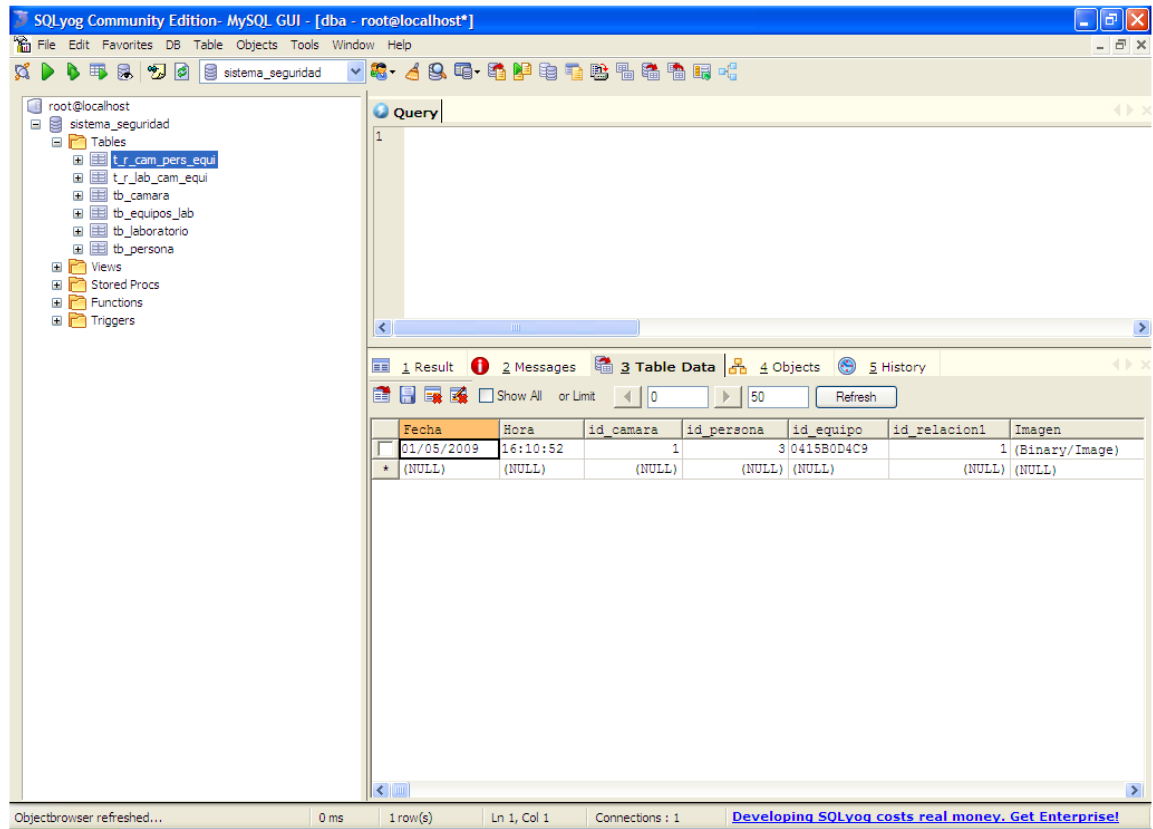 SQLyog Community Edition- MySQL GUI - [dba - root@localhost*]
File Edit Favorites DB Table Objects Tools Window Help
sistema_seguridad
root@localhost
sistema_seguridad
Tables
t_r_cam_pers_equi
t_r_lab_cam_equi
tb_camara
tb_equipos_lab
tb_laboratorio
tb_persona
Views
Stored Procs
Functions
Triggers
Query
1
1 Result 2 Messages 3 Table Data 4 Objects 5 History
Show All or Limit 0 50 Refresh
Fecha Hora id_camara id_persona id_equipo id_relacion1 Imagen
01/05/2009 16:10:52 1 3 0415B0D4C9 1 (Binary/Image)
* (NULL) (NULL) (NULL) (NULL) (NULL) (NULL) (NULL)
Objectbrowser refreshed... 0 ms 1 row(s) Ln 1, Col 1 Connections : 1 Developing SQLyog costs real money. Get Enterprise!